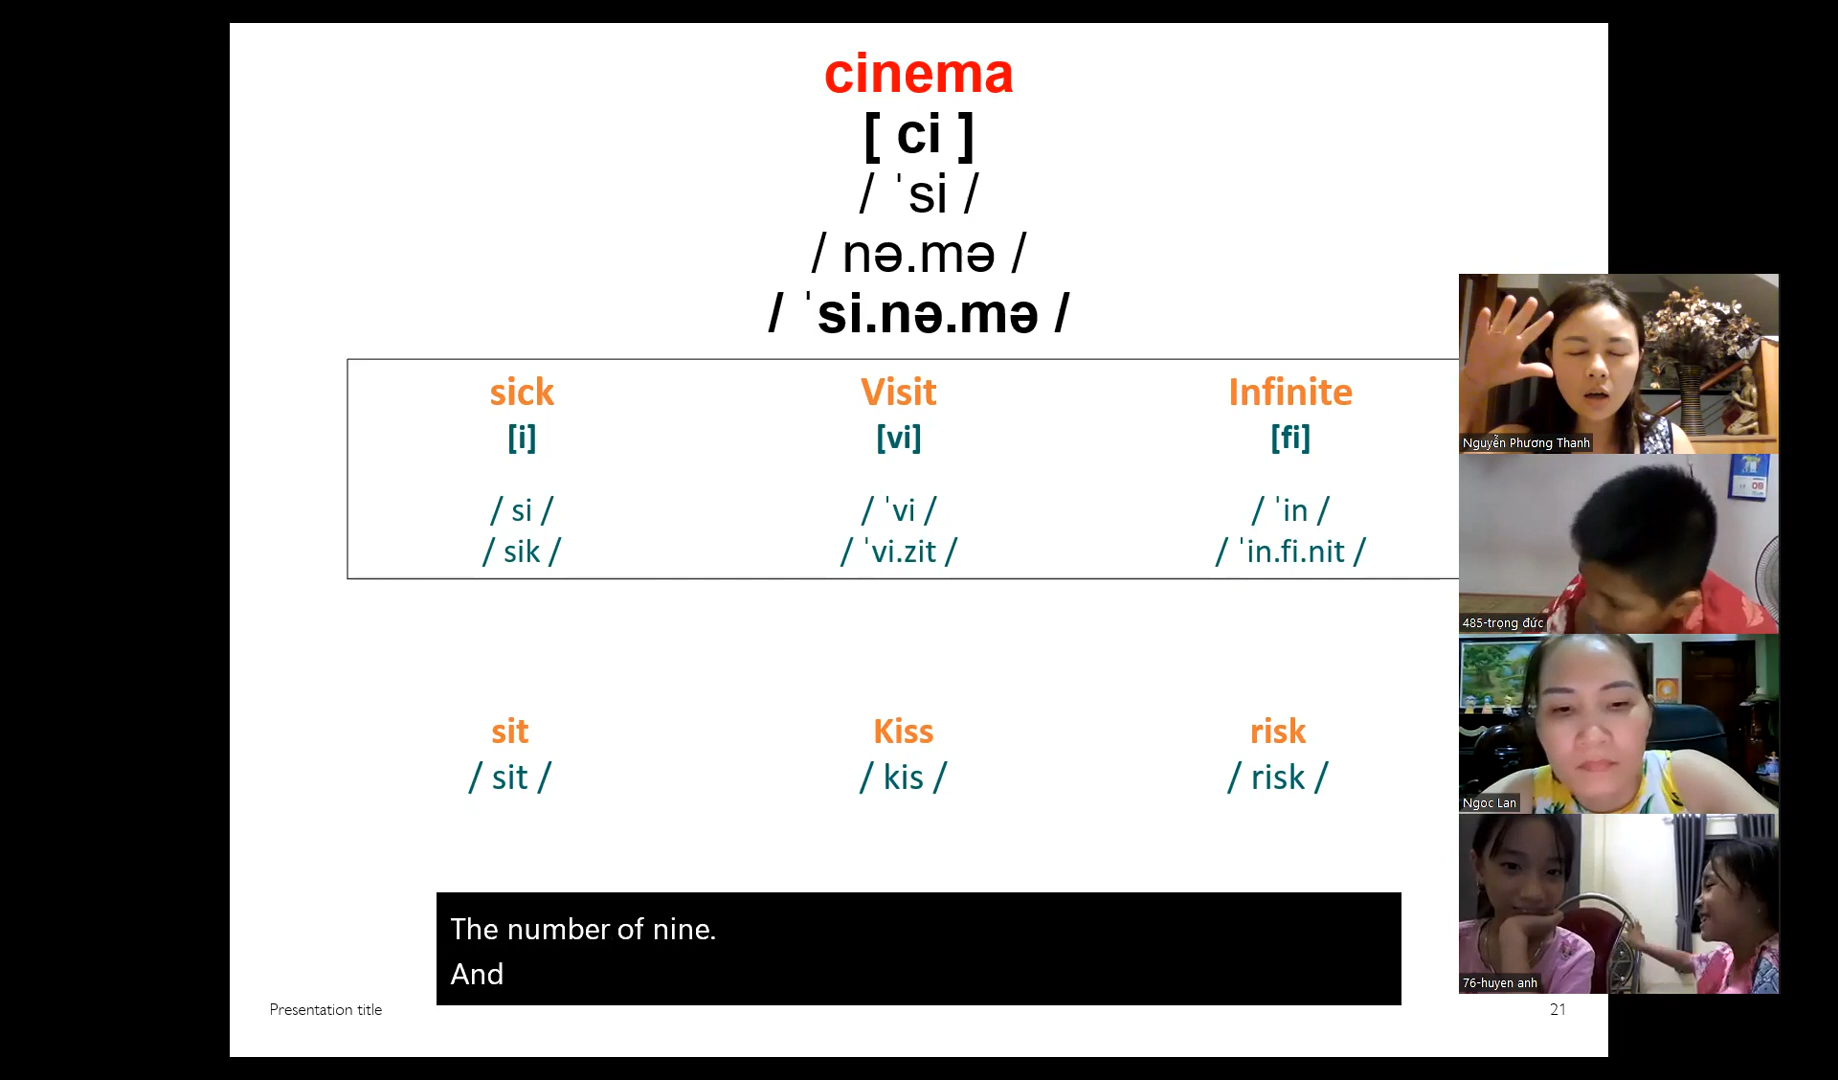 cinema
[ ci ]
/ ˈsi /
/ nə.mə /
/ ˈsi.nə.mə /
sick Visit Infinite
[i] [vi] [fi]
/ si / / ˈvi / / ˈin /
/ sik / / ˈvi.zit / / ˈin.fi.nit /
sit Kiss risk
/ sit / / kis / / risk /
The number of nine.
And
Presentation title 21
Nguyễn Phương Thanh
485-trọng đức
Ngoc Lan
76-huyen anh